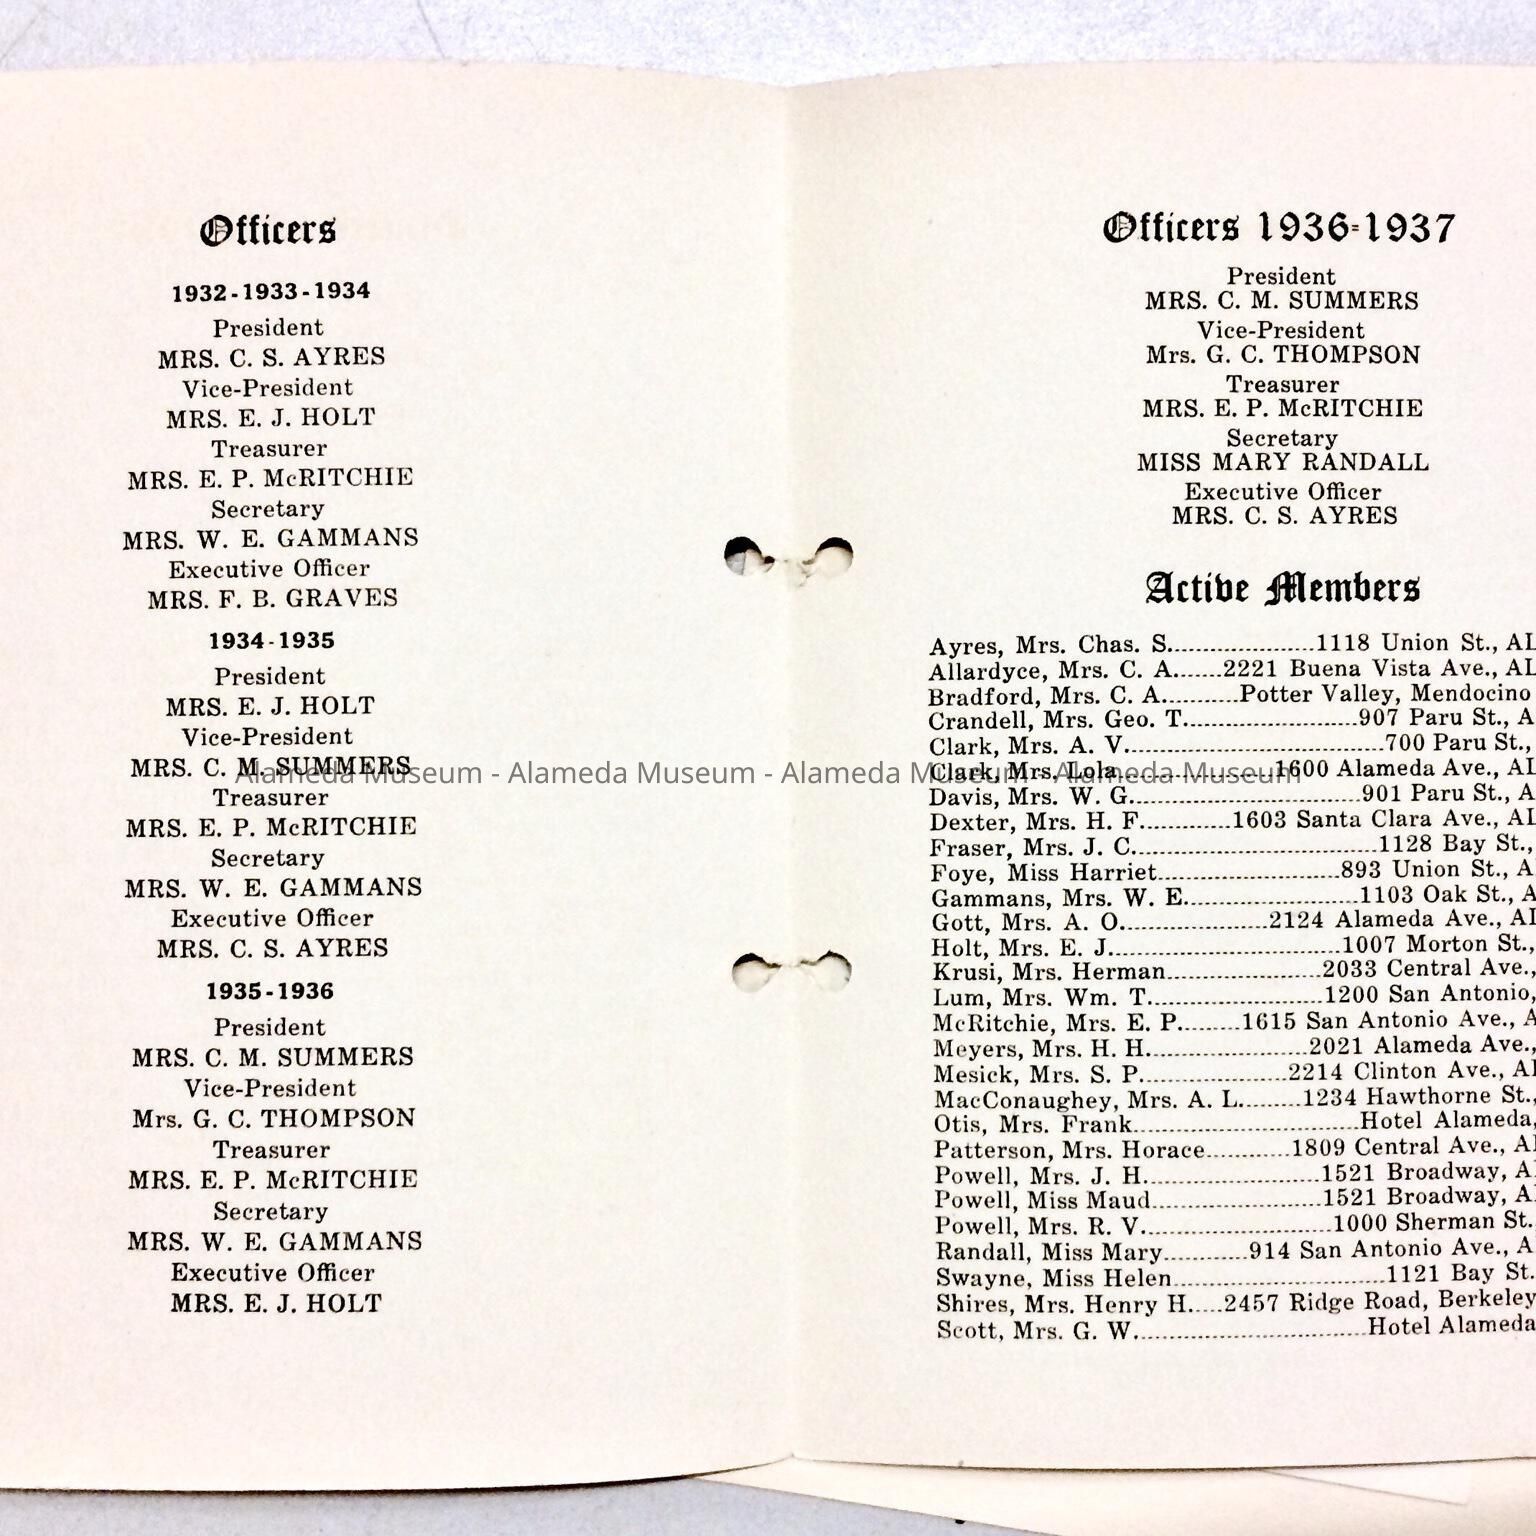 Officers
1932-1933-1934
President
MRS. C. S. AYRES
Vice-President
MRS. E. J. HOLT
Treasurer
MRS. E. P. McRITCHIE
Secretary
MRS. W. E. GAMMANS
Executive Officer
MRS. F. B. GRAVES
1934-1935
President
MRS. E. J. HOLT
Vice-President
MRS. C. M. SUMMERS
Treasurer
MRS. E. P. McRITCHIE
Secretary
MRS. W. E. GAMMANS
Executive Officer
MRS. C. S. AYRES
1935-1936
President
MRS. C. M. SUMMERS
Vice-President
Mrs. G. C. THOMPSON
Treasurer
MRS. E. P. McRITCHIE
Secretary
MRS. W. E. GAMMANS
Executive Officer
MRS. E. J. HOLT
Officers 1936-1937
President
MRS. C. M. SUMMERS
Vice-President
Mrs. G. C. THOMPSON
Treasurer
MRS. E. P. McRITCHIE
Secretary
MISS MARY RANDALL
Executive Officer
MRS. C. S. AYRES
Active Members
Ayres, Mrs. Chas. S. 1118 Union St., AL
Allardyce, Mrs. C. A. 2221 Buena Vista Ave., AL
Bradford, Mrs. C. A. Potter Valley, Mendocino
Crandell, Mrs. Geo. T. 907 Paru St., A
Clark, Mrs. A. V. 700 Paru St.,
Clark, Mrs. Lola 1600 Alameda Ave., AL
Davis, Mrs. W. G. 901 Paru St., A
Dexter, Mrs. H. F. 1603 Santa Clara Ave., AL
Fraser, Mrs. J. C. 1128 Bay St.,
Foye, Miss Harriet 893 Union St., A
Gammans, Mrs. W. E. 1103 Oak St., A
Gott, Mrs. A. O. 2124 Alameda Ave., Al
Holt, Mrs. E. J. 1007 Morton St.,
Krusi, Mrs. Herman 2033 Central Ave.,
Lum, Mrs. Wm. T. 1200 San Antonio,
McRitchie, Mrs. E. P. 1615 San Antonio Ave., A
Meyers, Mrs. H. H. 2021 Alameda Ave.,
Mesick, Mrs. S. P. 2214 Clinton Ave., Al
MacConaughey, Mrs. A. L. 1234 Hawthorne St.,
Otis, Mrs. Frank Hotel Alameda,
Patterson, Mrs. Horace 1809 Central Ave., Al
Powell, Mrs. J. H. 1521 Broadway, A
Powell, Miss Maud 1521 Broadway, A
Powell, Mrs. R. V. 1000 Sherman St.
Randall, Miss Mary 914 San Antonio Ave., A
Swayne, Miss Helen 1121 Bay St.
Shires, Mrs. Henry H. 2457 Ridge Road, Berkeley
Scott, Mrs. G. W. Hotel Alameda
Alameda Museum - Alameda Museum - Alameda Museum - Alameda Museum